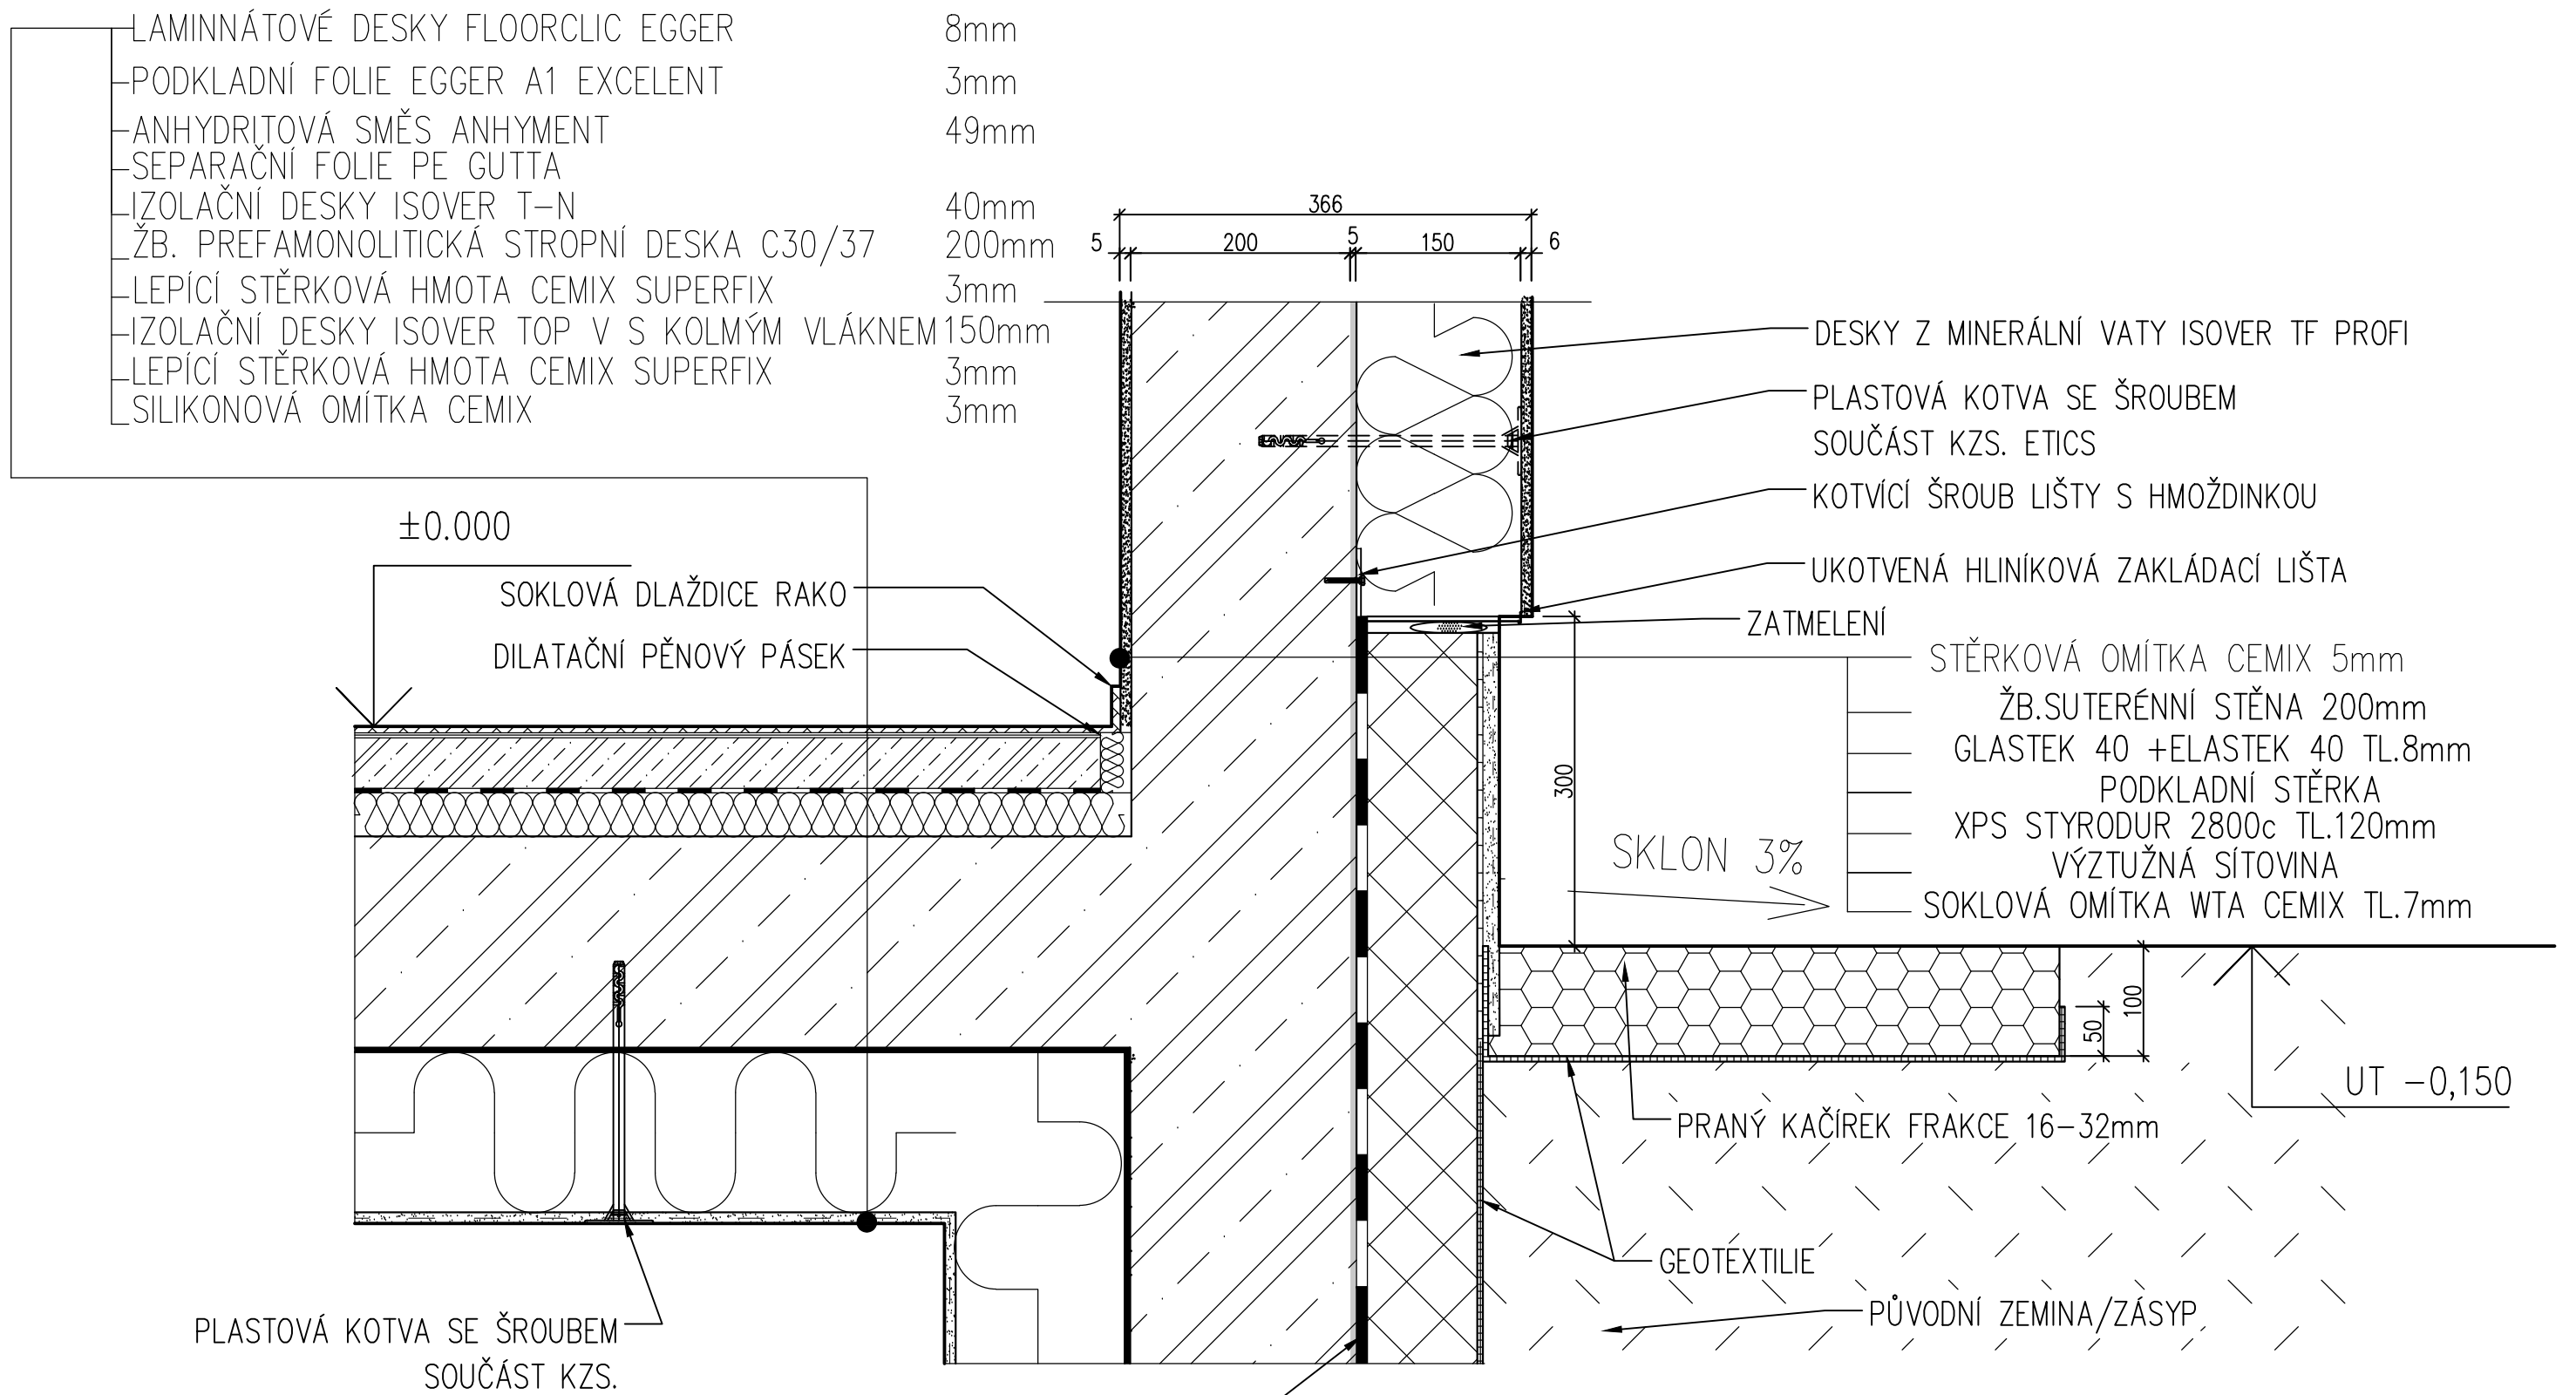 LAMINNÁTOVÉ DESKY FLOORCLIC EGGER 8mm
PODKLADNÍ FOLIE EGGER A1 EXCELENT 3mm
ANHYDRITOVÁ SMĚS ANHYMENT 49mm
SEPARAČNÍ FOLIE PE GUTTA
IZOLAČNÍ DESKY ISOVER T-N 40mm
ŽB. PREFAMONOLITICKÁ STROPNÍ DESKA C30/37 200mm
LEPÍCÍ STĚRKOVÁ HMOTA CEMIX SUPERFIX 3mm
IZOLAČNÍ DESKY ISOVER TOP V S KOLMÝM VLÁKNEM 150mm
LEPÍCÍ STĚRKOVÁ HMOTA CEMIX SUPERFIX 3mm
SILIKONOVÁ OMÍTKA CEMIX 3mm
366
5 200 5 150 6
DESKY Z MINERÁLNÍ VATY ISOVER TF PROFI
PLASTOVÁ KOTVA SE ŠROUBEM
SOUČÁST KZS. ETICS
KOTVÍCÍ ŠROUB LIŠTY S HMOŽDINKOU
UKOTVENÁ HLINÍKOVÁ ZAKLÁDACÍ LIŠTA
ZATMELENÍ
±0.000
SOKLOVÁ DLAŽDICE RAKO
DILATAČNÍ PĚNOVÝ PÁSEK
STĚRKOVÁ OMÍTKA CEMIX 5mm
ŽB.SUTERÉNNÍ STĚNA 200mm
GLASTEK 40 +ELASTEK 40 TL.8mm
PODKLADNÍ STĚRKA
XPS STYRODUR 2800c TL.120mm
VÝZTUŽNÁ SÍTOVINA
SOKLOVÁ OMÍTKA WTA CEMIX TL.7mm
300
SKLON 3%
50
100
UT -0,150
PRANÝ KAČÍREK FRAKCE 16-32mm
GEOTEXTILIE
PŮVODNÍ ZEMINA/ZÁSYP
PLASTOVÁ KOTVA SE ŠROUBEM
SOUČÁST KZS.